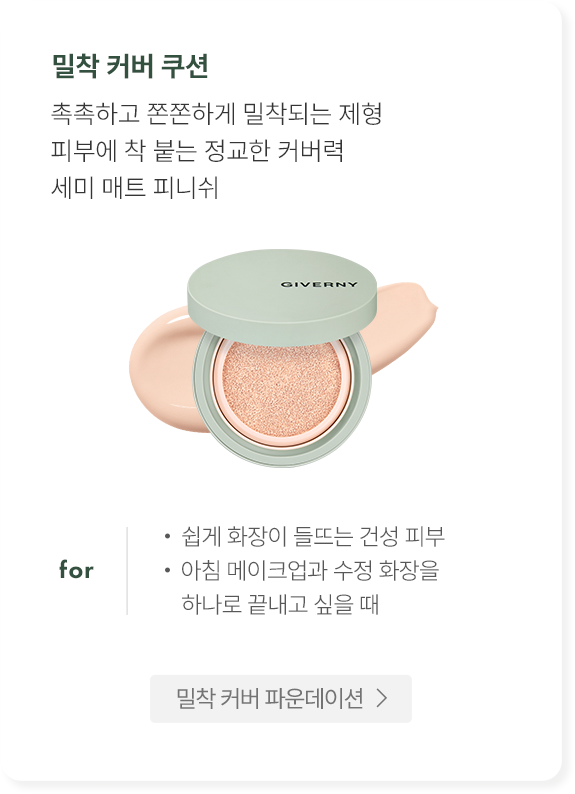 밀착 커버 쿠션
촉촉하고 쫀쫀하게 밀착되는 제형
피부에 착 붙는 정교한 커버력
세미 매트 피니쉬
GIVERNY
for
• 쉽게 화장이 들뜨는 건성 피부
• 아침 메이크업과 수정 화장을
하나로 끝내고 싶을 때
밀착 커버 파운데이션 >